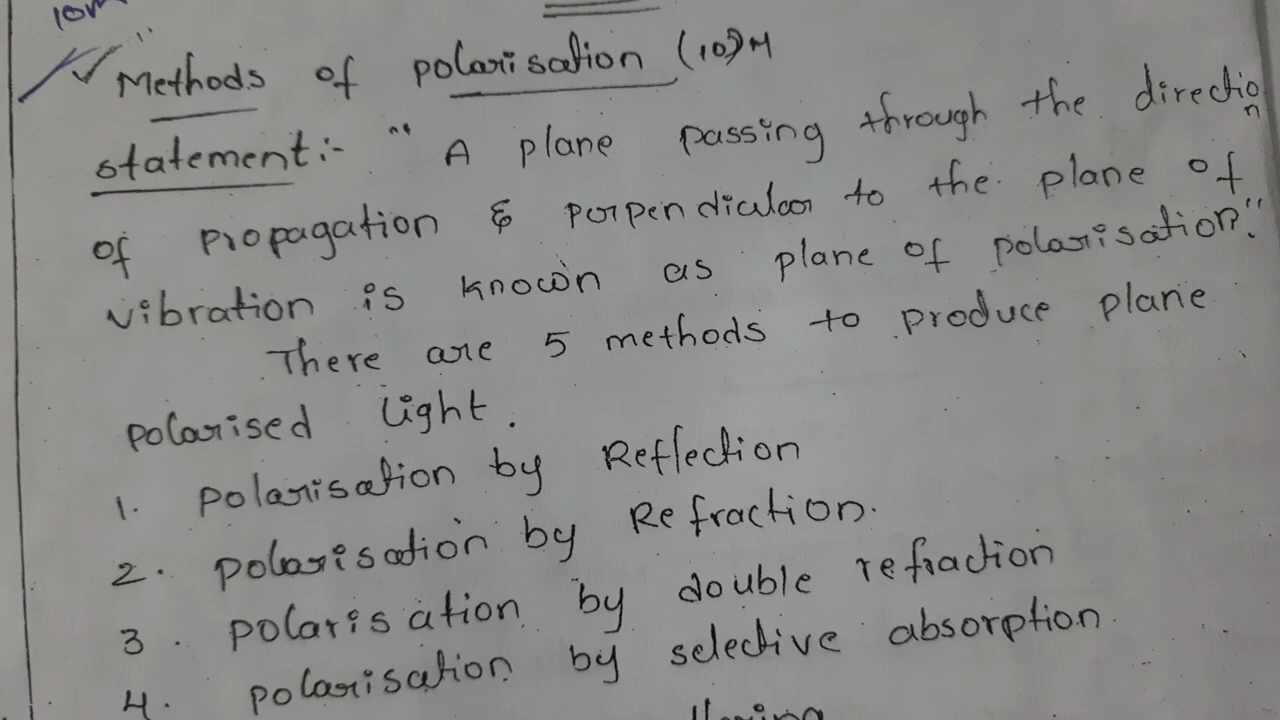 10M
Methods of polarisation (10)M
statement:- "A plane passing through the direction
of propagation & perpendicular to the plane of
vibration is known as plane of polarisation."
There are 5 methods to produce plane
polarised light.
1. polarisation by Reflection
2. polarisation by Refraction.
3. polarisation by double refraction
4. polarisation by selective absorption.